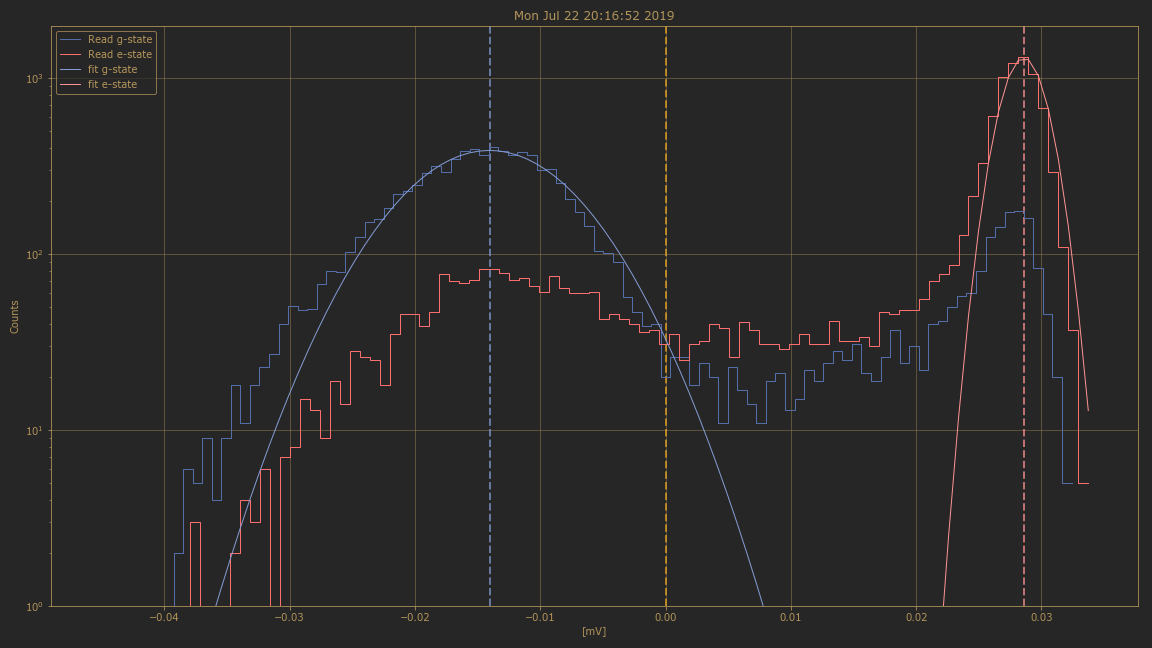 Mon Jul 22 20:16:52 2019
Read g-state
Read e-state
fit g-state
fit e-state
10³
10²
10¹
10⁰
Counts
−0.04 −0.03 −0.02 −0.01 0.00 0.01 0.02 0.03
[mV]